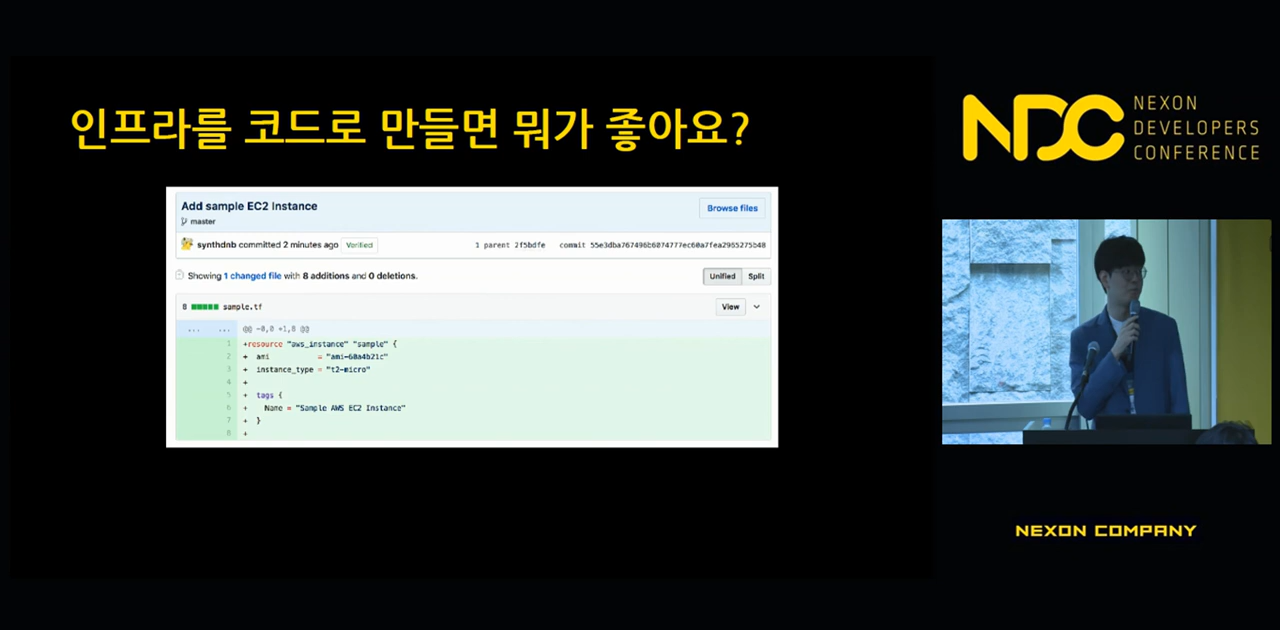 인프라를 코드로 만들면 뭐가 좋아요?
Add sample EC2 Instance
Browse files
master
synthdnb committed 2 minutes ago Verified
1 parent 2f5bdfe commit 55e3dba767496b6074777ec60a7fea2965275b48
Showing 1 changed file with 8 additions and 0 deletions.
Unified Split
8 sample.tf
View
... ... @@ -0,0 +1,8 @@
1 +resource "aws_instance" "sample" {
2 + ami = "ami-60a4b21c"
3 + instance_type = "t2-micro"
4 +
5 + tags {
6 + Name = "Sample AWS EC2 Instance"
7 + }
8 +
NDC
NEXON
DEVELOPERS
CONFERENCE
NEXON COMPANY